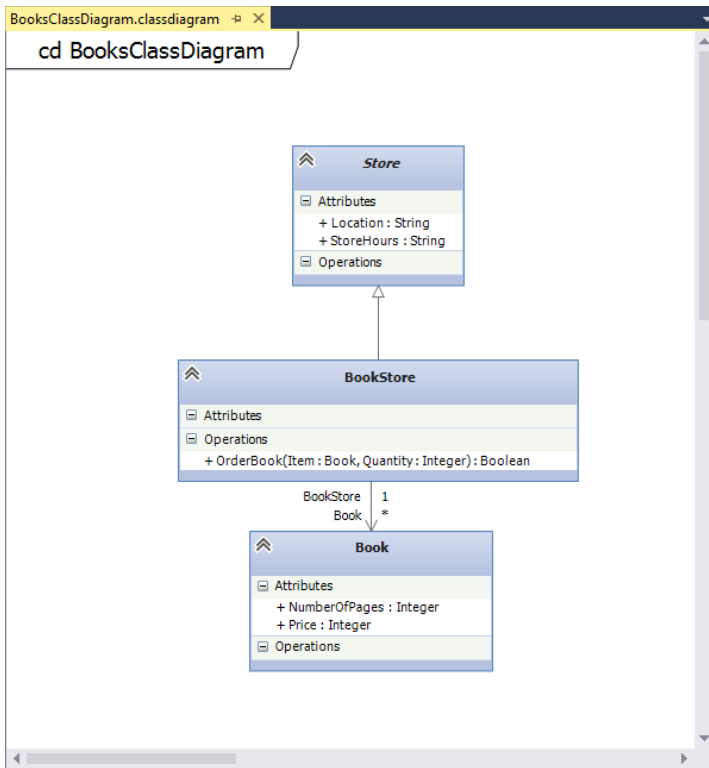 BooksClassDiagram.classdiagram
cd BooksClassDiagram
Store
Attributes
+ Location : String
+ StoreHours : String
Operations
BookStore
Attributes
Operations
+ OrderBook(Item : Book, Quantity : Integer) : Boolean
BookStore 1
Book *
Book
Attributes
+ NumberOfPages : Integer
+ Price : Integer
Operations